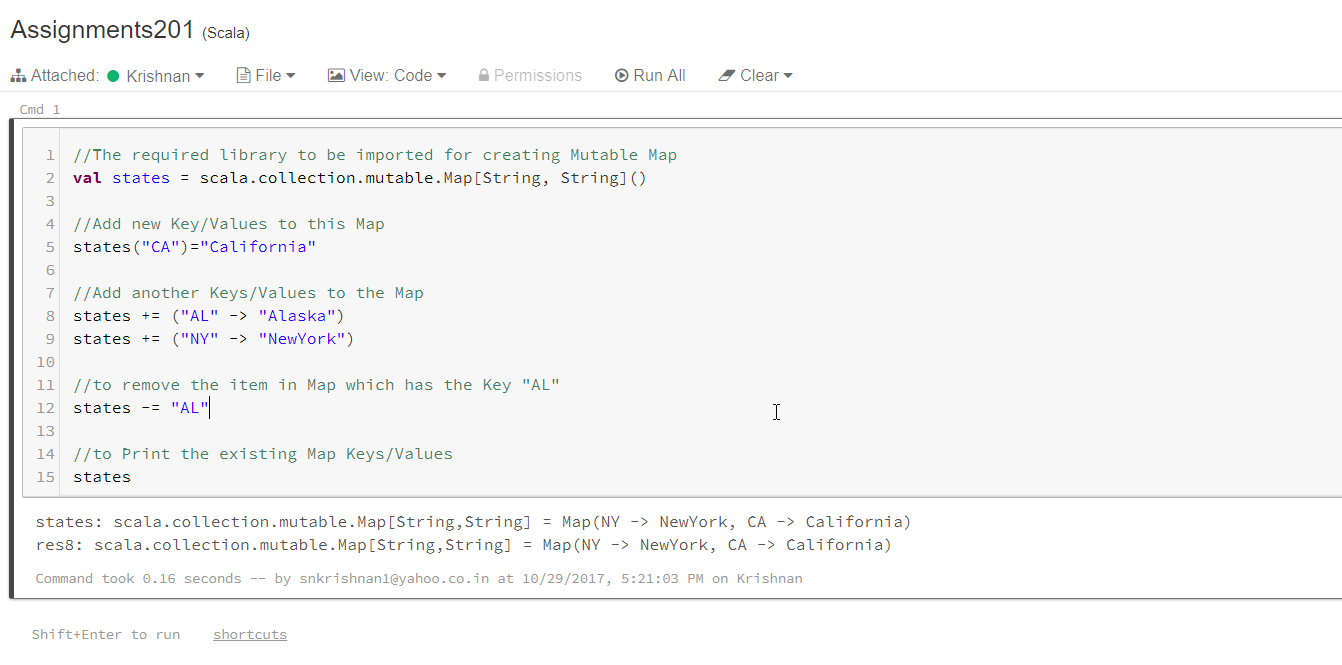 Assignments201 (Scala)
Attached: Krishnan File View: Code Permissions Run All Clear
Cmd 1
1 //The required library to be imported for creating Mutable Map
2 val states = scala.collection.mutable.Map[String, String]()
3
4 //Add new Key/Values to this Map
5 states("CA")="California"
6
7 //Add another Keys/Values to the Map
8 states += ("AL" -> "Alaska")
9 states += ("NY" -> "NewYork")
10
11 //to remove the item in Map which has the Key "AL"
12 states -= "AL"
13
14 //to Print the existing Map Keys/Values
15 states
states: scala.collection.mutable.Map[String,String] = Map(NY -> NewYork, CA -> California)
res8: scala.collection.mutable.Map[String,String] = Map(NY -> NewYork, CA -> California)
Command took 0.16 seconds -- by snkrishnan1@yahoo.co.in at 10/29/2017, 5:21:03 PM on Krishnan
Shift+Enter to run shortcuts